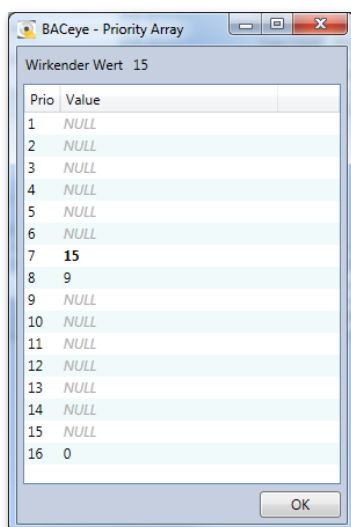 BACeye - Priority Array
Wirkender Wert 15
Prio Value
1 NULL
2 NULL
3 NULL
4 NULL
5 NULL
6 NULL
7 15
8 9
9 NULL
10 NULL
11 NULL
12 NULL
13 NULL
14 NULL
15 NULL
16 0
OK